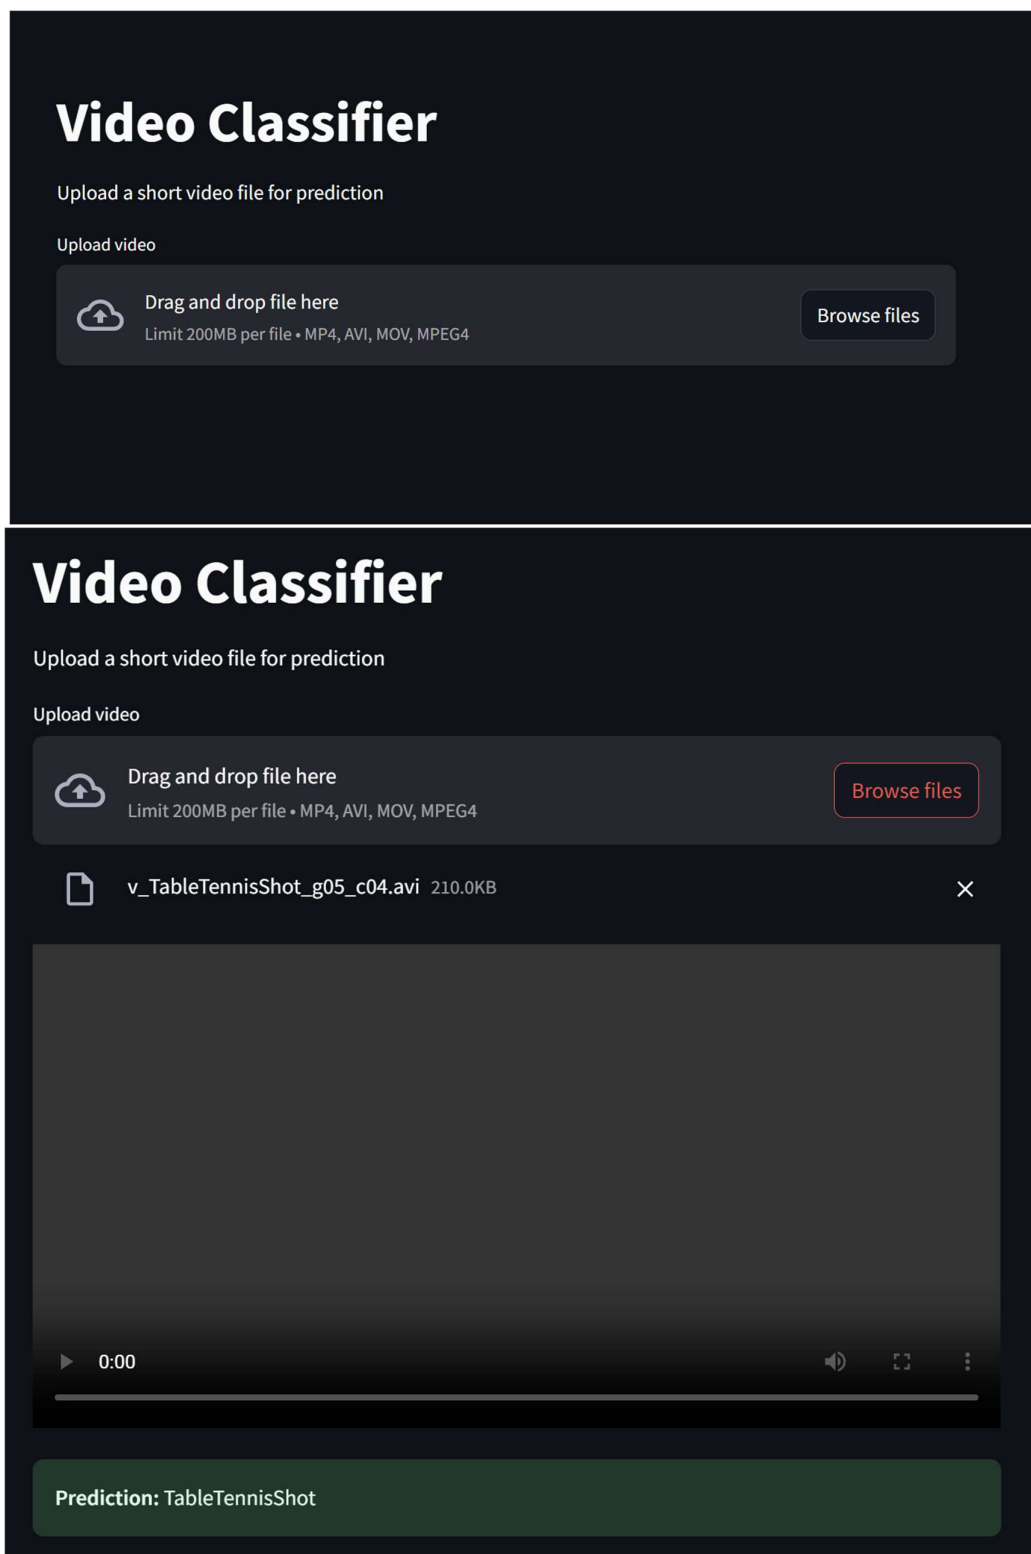 Video Classifier
Upload a short video file for prediction
Upload video
Drag and drop file here
Limit 200MB per file • MP4, AVI, MOV, MPEG4
Browse files
Video Classifier
Upload a short video file for prediction
Upload video
Drag and drop file here
Limit 200MB per file • MP4, AVI, MOV, MPEG4
Browse files
v_TableTennisShot_g05_c04.avi 210.0KB
0:00
Prediction: TableTennisShot